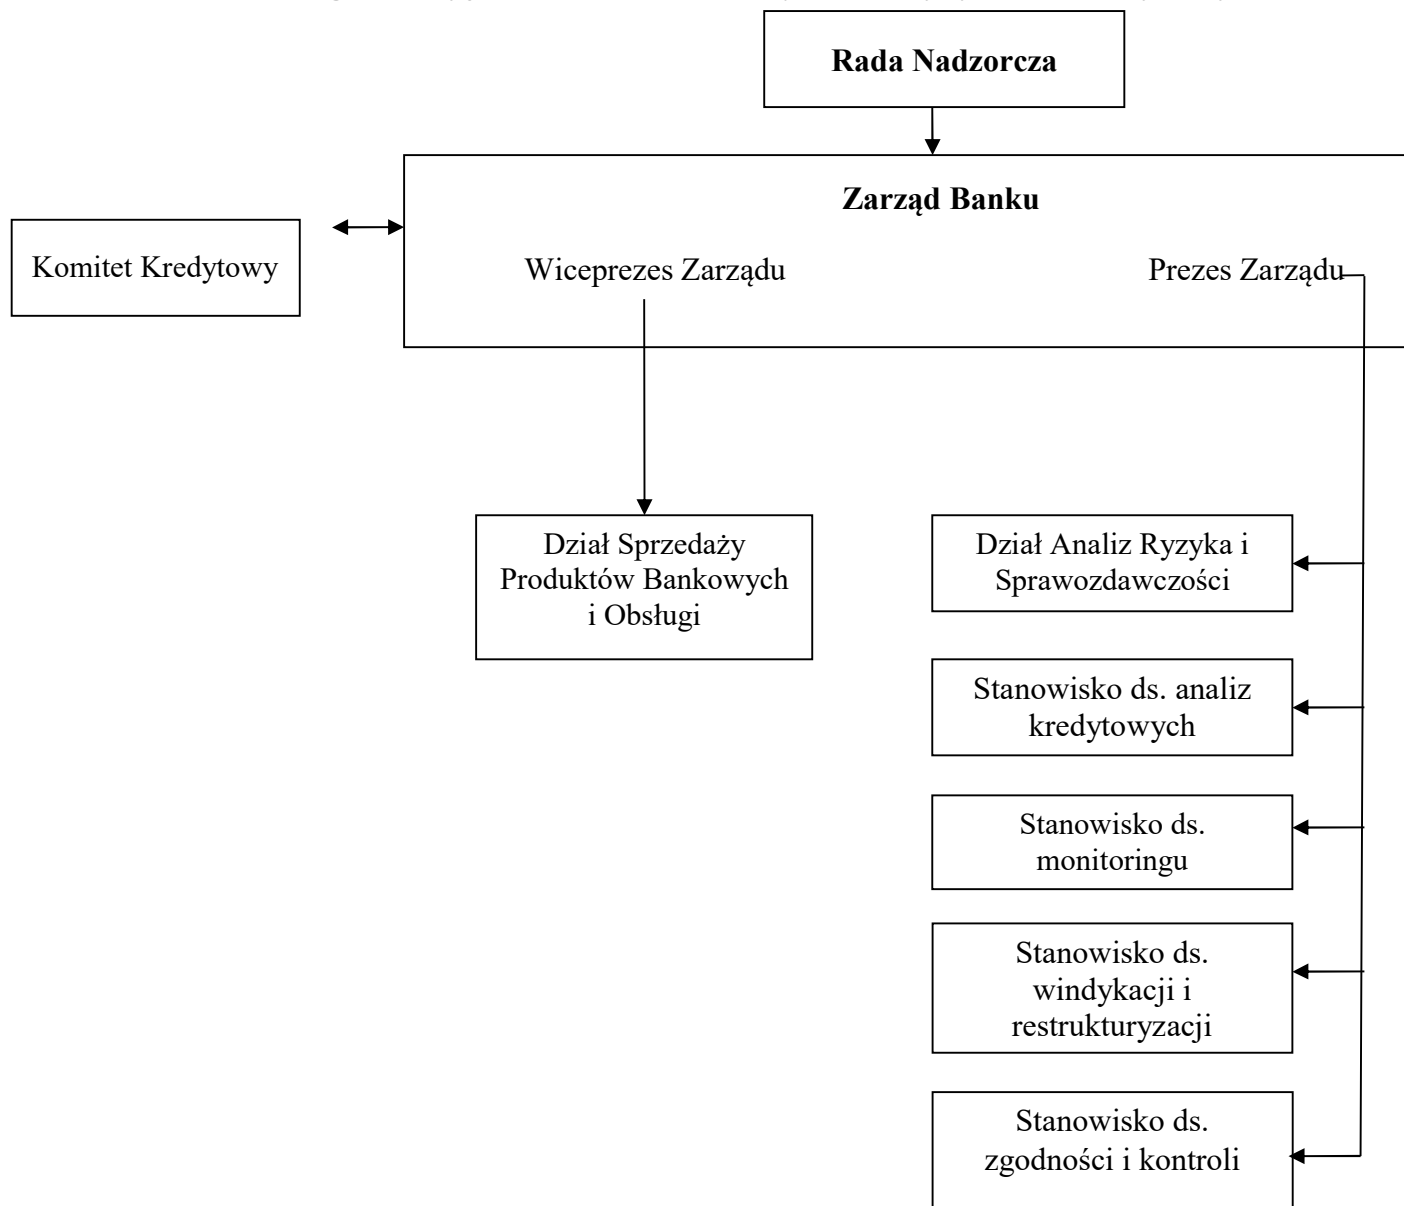 Rada Nadzorcza
Zarząd Banku
Komitet Kredytowy
Wiceprezes Zarządu
Prezes Zarządu
Dział Sprzedaży
Produktów Bankowych
i Obsługi
Dział Analiz Ryzyka i
Sprawozdawczości
Stanowisko ds. analiz
kredytowych
Stanowisko ds.
monitoringu
Stanowisko ds.
windykacji i
restrukturyzacji
Stanowisko ds.
zgodności i kontroli